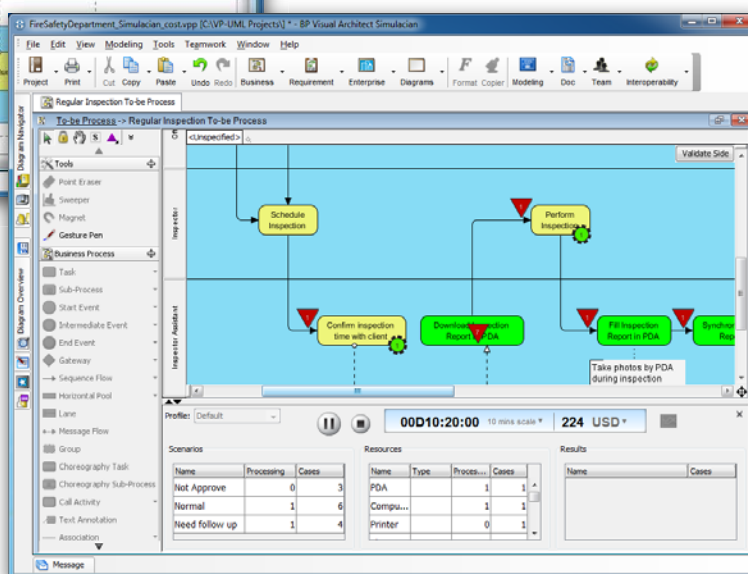 FireSafetyDepartment_Simulacian_cost.vpp [C:\VP-UML Projects\] * - BP Visual Architect Simulacian
File Edit View Modeling Tools Teamwork Window Help
Project Print Cut Copy Paste Undo Redo Business Requirement Enterprise Diagrams Format Copier Modeling Doc Team Interoperability
Regular Inspection To-be Process
To-be Process -> Regular Inspection To-be Process
Diagram Navigator
Diagram Overview
<Unspecified>
Validate Side
Tools
Point Eraser
Sweeper
Magnet
Gesture Pen
Business Process
Task
Sub-Process
Start Event
Intermediate Event
End Event
Gateway
Sequence Flow
Horizontal Pool
Lane
Message Flow
Group
Choreography Task
Choreography Sub-Process
Call Activity
Text Annotation
Association
Inspector
Schedule
Inspection
Perform
Inspection
Inspector Assistant
Confirm inspection
time with client
Report PDA
Fill Inspection
Report in PDA
Take photos by PDA
during inspection
Profile: Default
00D10:20:00 10 mins scale 224 USD
Scenarios
Name Processing Cases
Not Approve 0 3
Normal 1 6
Need follow up 1 4
Resources
Name Type Proces... Cases
PDA 1 1
Compu... 1 1
Printer 0 1
Results
Name Cases
Message